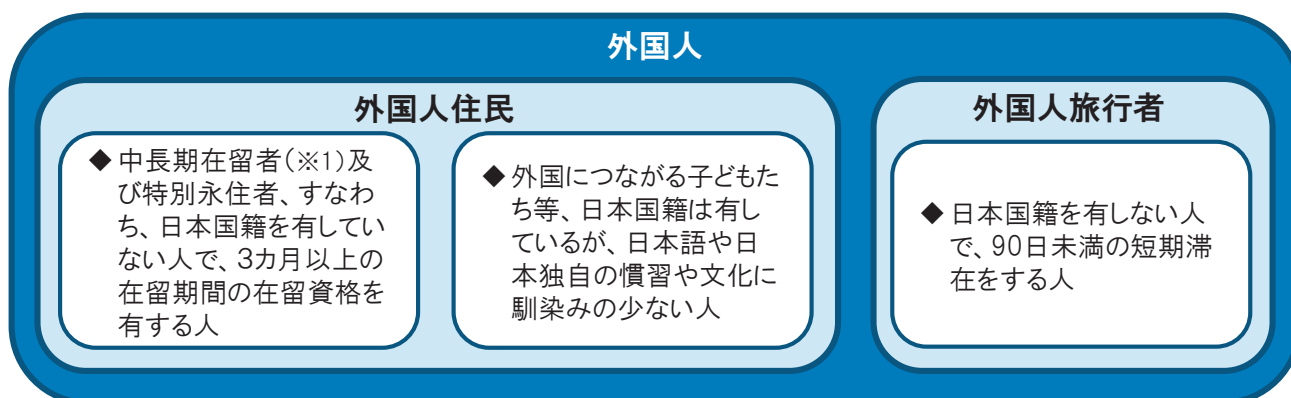 外国人
外国人住民
◆ 中長期在留者(※1)及
び特別永住者、すなわ
ち、日本国籍を有してい
ない人で、3カ月以上の
在留期間の在留資格を
有する人
◆ 外国につながる子どもた
ち等、日本国籍は有し
ているが、日本語や日
本独自の慣習や文化に
馴染みの少ない人
外国人旅行者
◆ 日本国籍を有しない人
で、90日未満の短期滞
在をする人